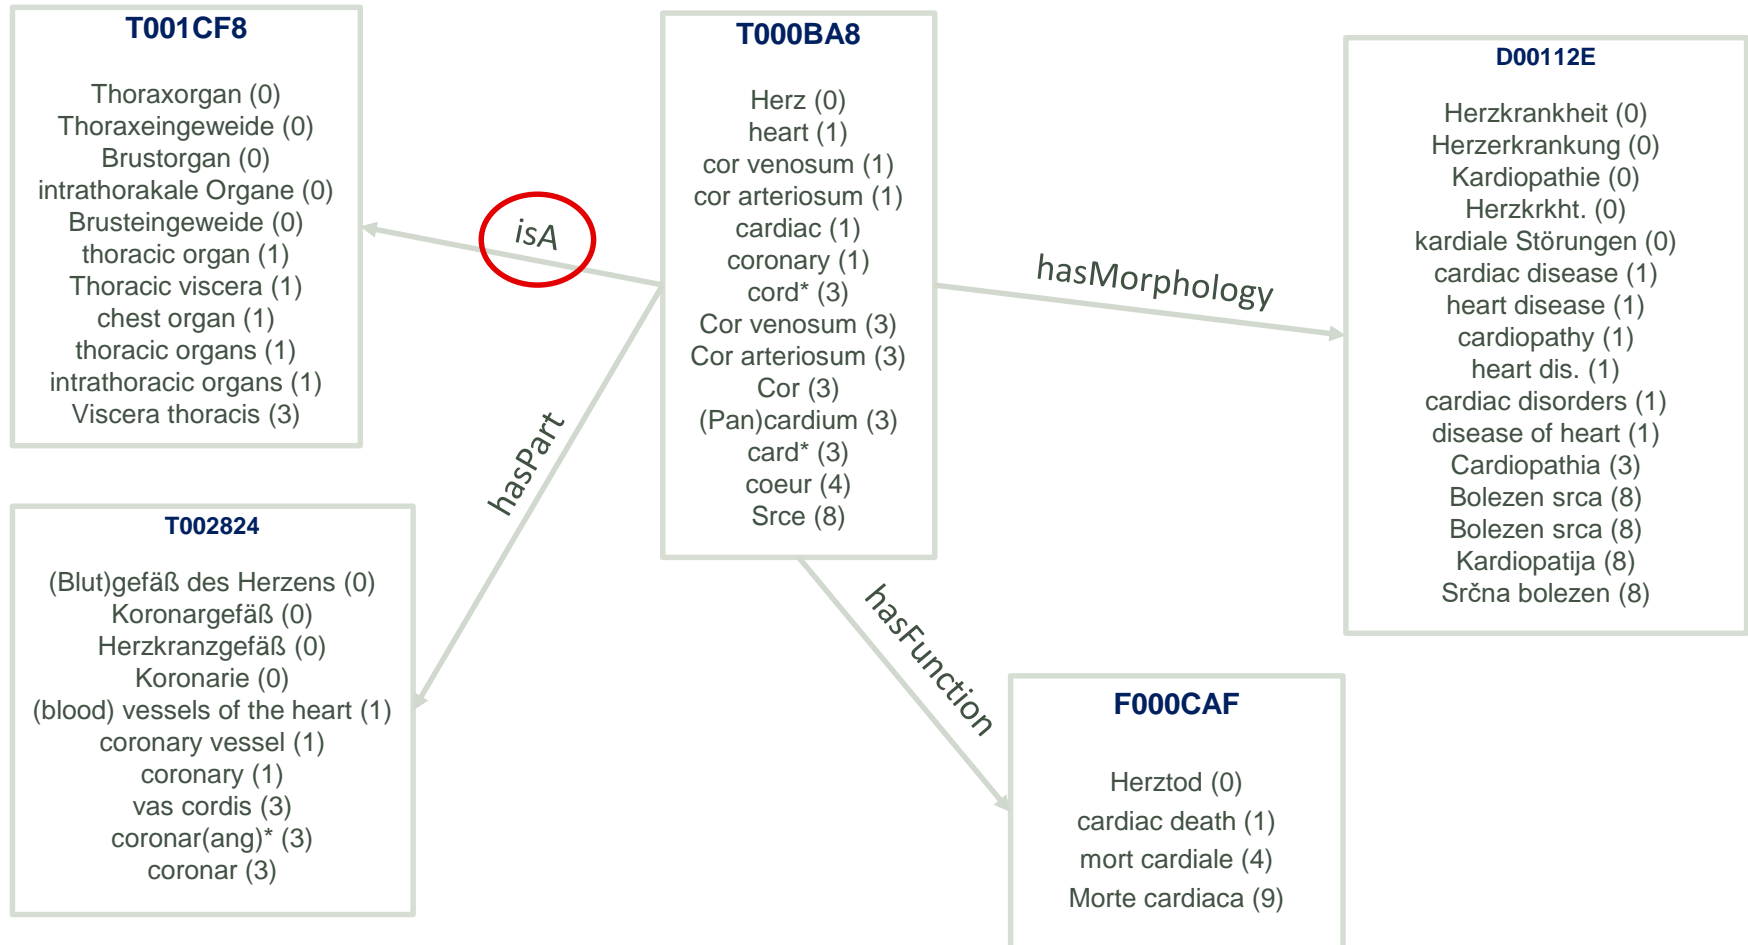 T001CF8
Thoraxorgan (0)
Thoraxeingeweide (0)
Brustorgan (0)
intrathorakale Organe (0)
Brusteingeweide (0)
thoracic organ (1)
Thoracic viscera (1)
chest organ (1)
thoracic organs (1)
intrathoracic organs (1)
Viscera thoracis (3)
isA
T000BA8
Herz (0)
heart (1)
cor venosum (1)
cor arteriosum (1)
cardiac (1)
coronary (1)
cord* (3)
Cor venosum (3)
Cor arteriosum (3)
Cor (3)
(Pan)cardium (3)
card* (3)
coeur (4)
Srce (8)
hasMorphology
D00112E
Herzkrankheit (0)
Herzerkrankung (0)
Kardiopathie (0)
Herzkrkht. (0)
kardiale Störungen (0)
cardiac disease (1)
heart disease (1)
cardiopathy (1)
heart dis. (1)
cardiac disorders (1)
disease of heart (1)
Cardiopathia (3)
Bolezen srca (8)
Bolezen srca (8)
Kardiopatija (8)
Srčna bolezen (8)
hasPart
T002824
(Blut)gefäß des Herzens (0)
Koronargefäß (0)
Herzkranzgefäß (0)
Koronarie (0)
(blood) vessels of the heart (1)
coronary vessel (1)
coronary (1)
vas cordis (3)
coronar(ang)* (3)
coronar (3)
hasFunction
F000CAF
Herztod (0)
cardiac death (1)
mort cardiale (4)
Morte cardiaca (9)